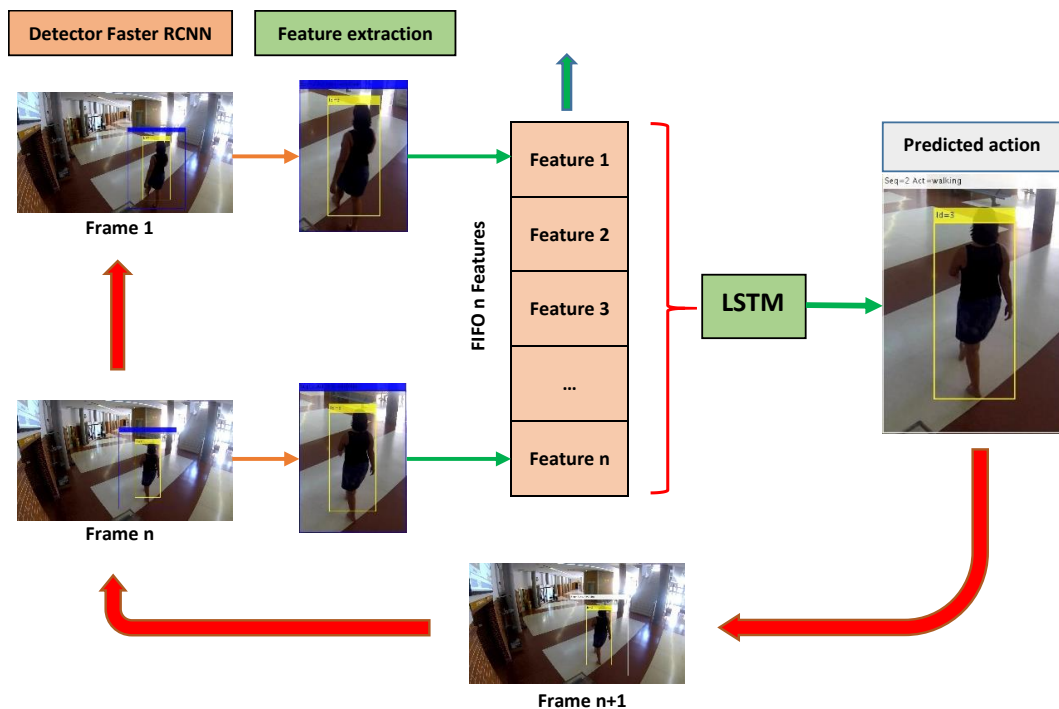 Detector Faster RCNN
Feature extraction
Frame 1
FIFO n Features
Feature 1
Feature 2
Feature 3
...
Feature n
LSTM
Predicted action
Seq=2 Act=walking
Id=3
Frame n
Frame n+1